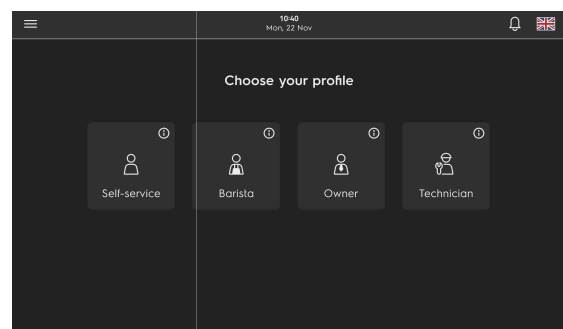 10:40
Mon, 22 Nov
Choose your profile
Self-service
Barista
Owner
Technician